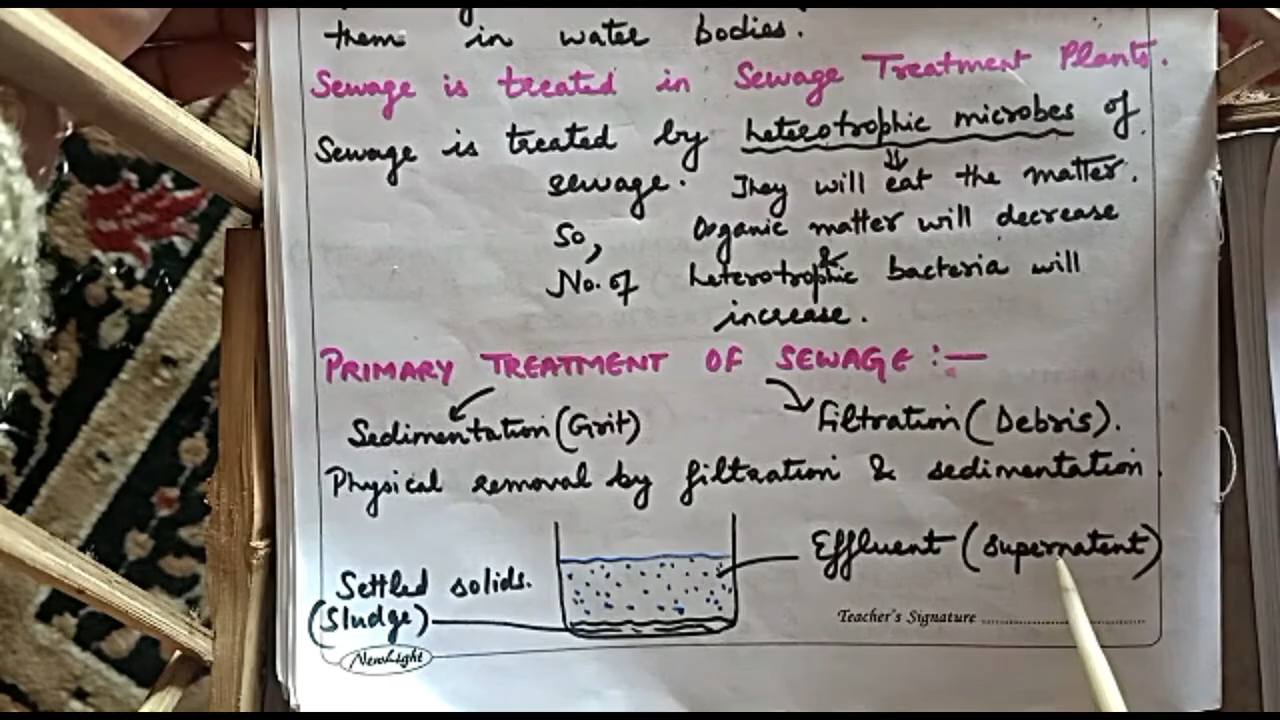 them in water bodies.
Sewage is treated in Sewage Treatment Plants.
Sewage is treated by heterotrophic microbes of
sewage. They will eat the matter.
So, Organic matter will decrease
&
No. of heterotrophic bacteria will
increase.
PRIMARY TREATMENT OF SEWAGE :—
Sedimentation (Grit) Filtration (Debris).
Physical removal by filtration & sedimentation.
Effluent (supernatent)
Settled solids.
(Sludge)
Teacher's Signature
NewLight